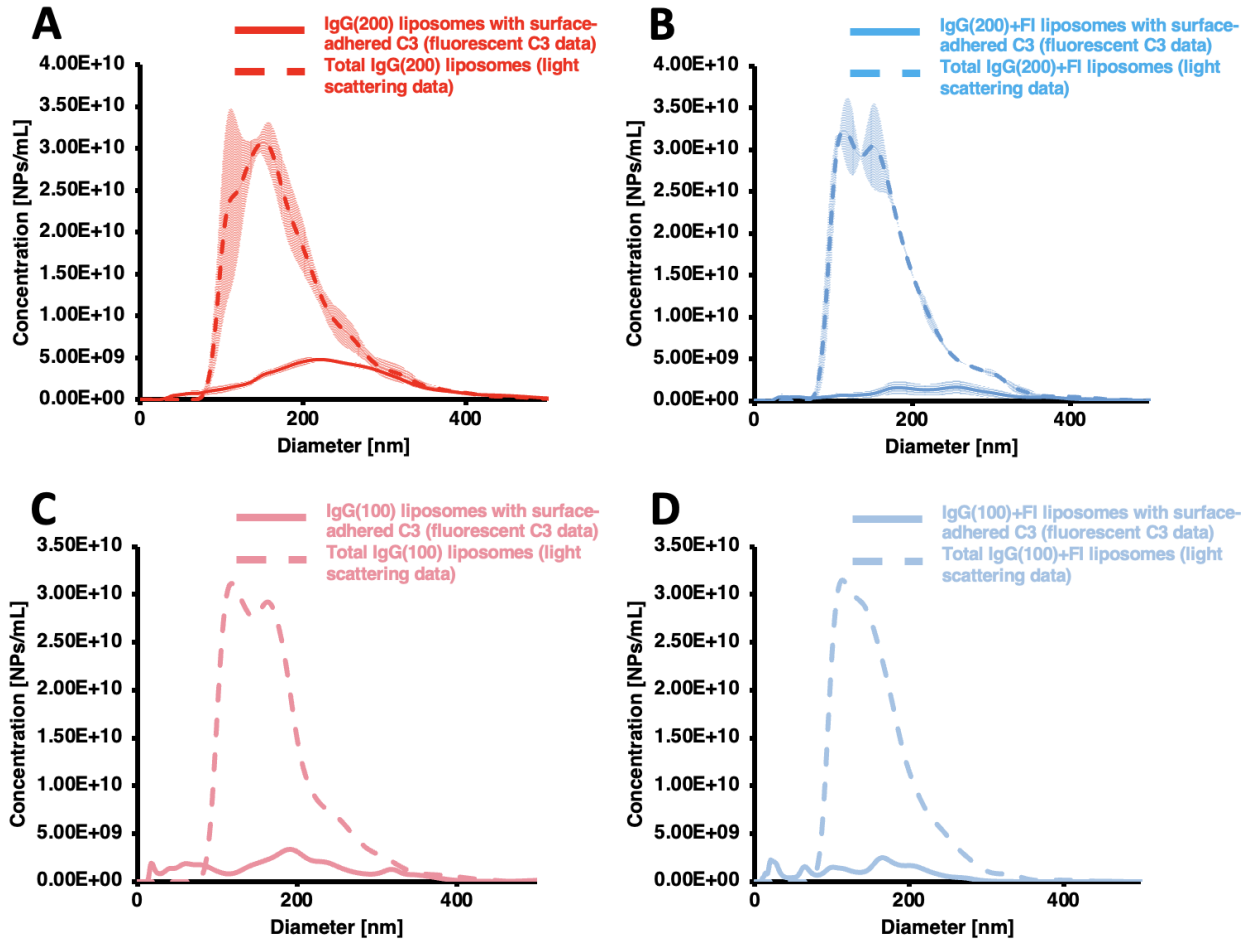 A
IgG(200) liposomes with surface-
adhered C3 (fluorescent C3 data)
Total IgG(200) liposomes (light
scattering data)
4.00E+10
3.50E+10
3.00E+10
2.50E+10
2.00E+10
1.50E+10
1.00E+10
5.00E+09
0.00E+00
Concentration [NPs/mL]
0 200 400
Diameter [nm]
B
IgG(200)+FI liposomes with surface-
adhered C3 (fluorescent C3 data)
Total IgG(200)+FI liposomes (light
scattering data)
4.00E+10
3.50E+10
3.00E+10
2.50E+10
2.00E+10
1.50E+10
1.00E+10
5.00E+09
0.00E+00
Concentration [NPs/mL]
0 200 400
Diameter [nm]
C
IgG(100) liposomes with surface-
adhered C3 (fluorescent C3 data)
Total IgG(100) liposomes (light
scattering data)
3.50E+10
3.00E+10
2.50E+10
2.00E+10
1.50E+10
1.00E+10
5.00E+09
0.00E+00
Concentration [NPs/mL]
0 200 400
Diameter [nm]
D
IgG(100)+FI liposomes with surface-
adhered C3 (fluorescent C3 data)
Total IgG(100)+FI liposomes (light
scattering data)
3.50E+10
3.00E+10
2.50E+10
2.00E+10
1.50E+10
1.00E+10
5.00E+09
0.00E+00
Concentration [NPs/mL]
0 200 400
Diameter [nm]